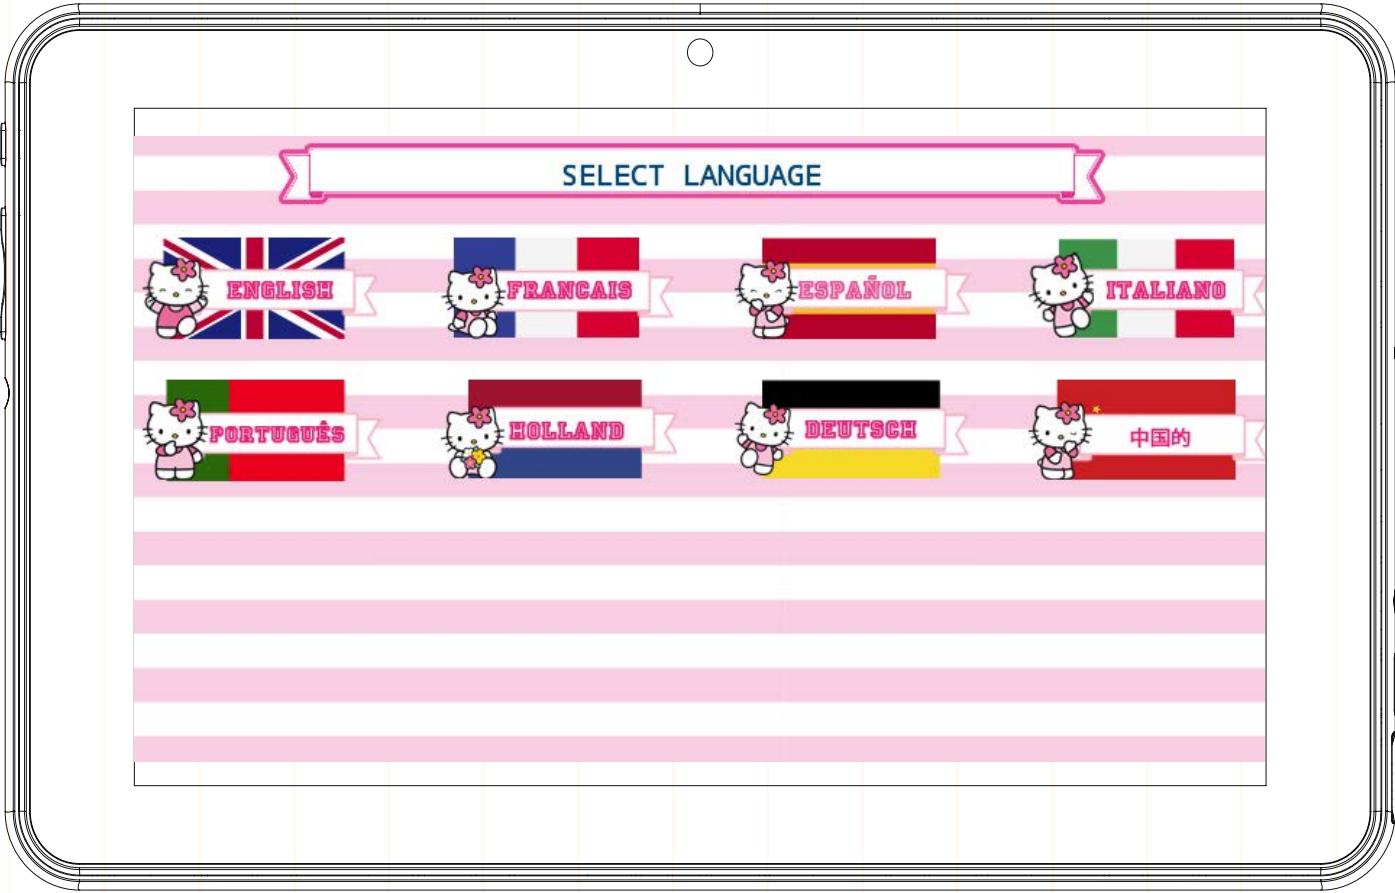 SELECT LANGUAGE
ENGLISH
FRANCAIS
ESPAÑOL
ITALIANO
PORTUGUÊS
HOLLAND
DEUTSCH
中国的